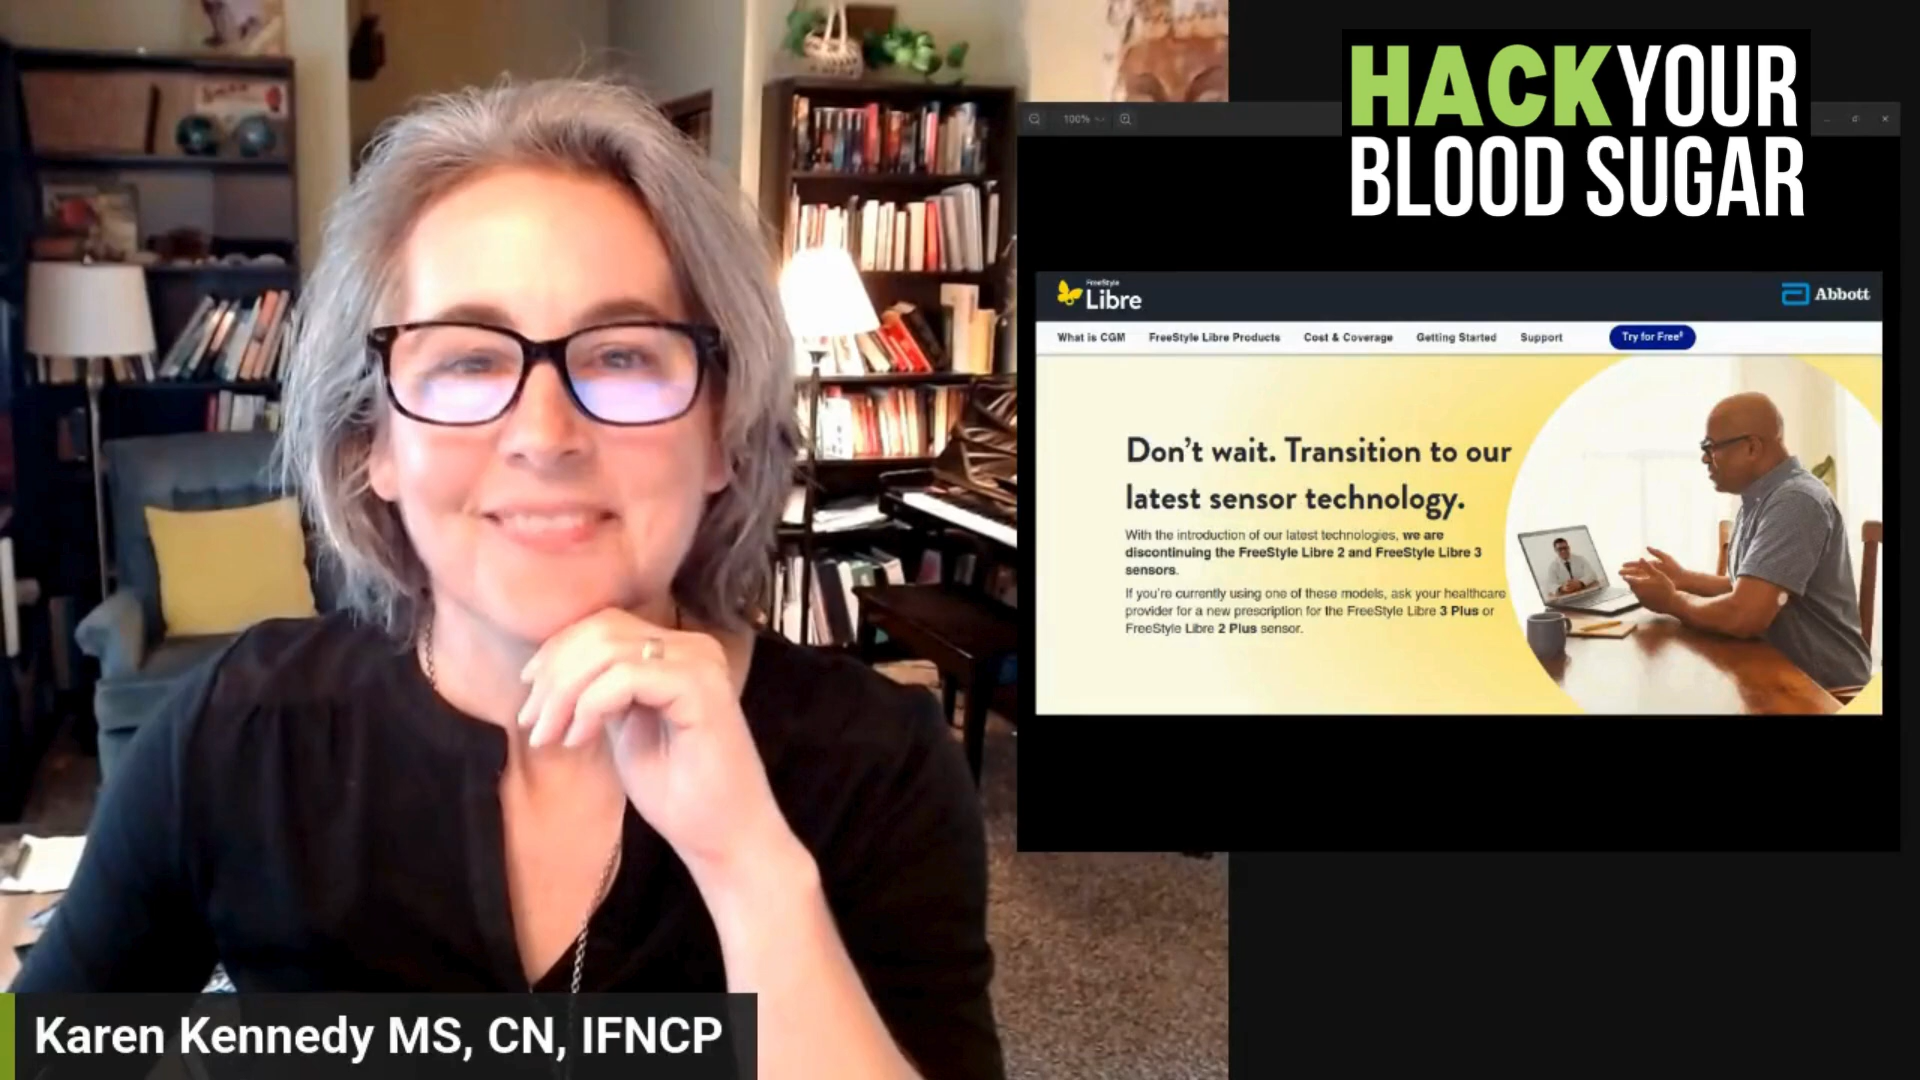 HACK YOUR
BLOOD SUGAR
100%
FreeStyle
Libre
Abbott
What is CGM FreeStyle Libre Products Cost & Coverage Getting Started Support Try for Free
Don't wait. Transition to our
latest sensor technology.
With the introduction of our latest technologies, we are
discontinuing the FreeStyle Libre 2 and FreeStyle Libre 3
sensors.
If you're currently using one of these models, ask your healthcare
provider for a new prescription for the FreeStyle Libre 3 Plus or
FreeStyle Libre 2 Plus sensor.
Karen Kennedy MS, CN, IFNCP